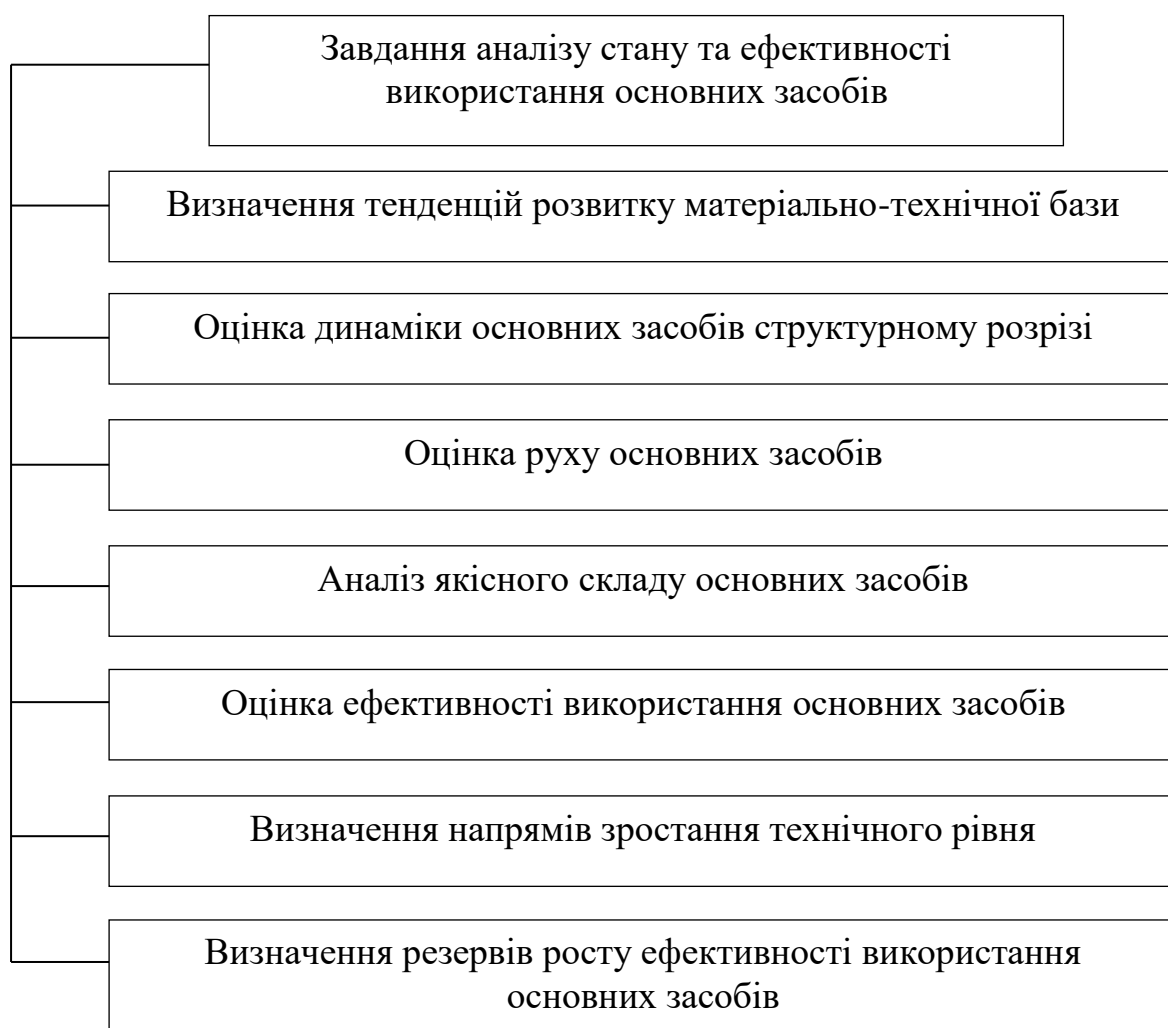 Завдання аналізу стану та ефективності
використання основних засобів
Визначення тенденцій розвитку матеріально-технічної бази
Оцінка динаміки основних засобів структурному розрізі
Оцінка руху основних засобів
Аналіз якісного складу основних засобів
Оцінка ефективності використання основних засобів
Визначення напрямів зростання технічного рівня
Визначення резервів росту ефективності використання
основних засобів